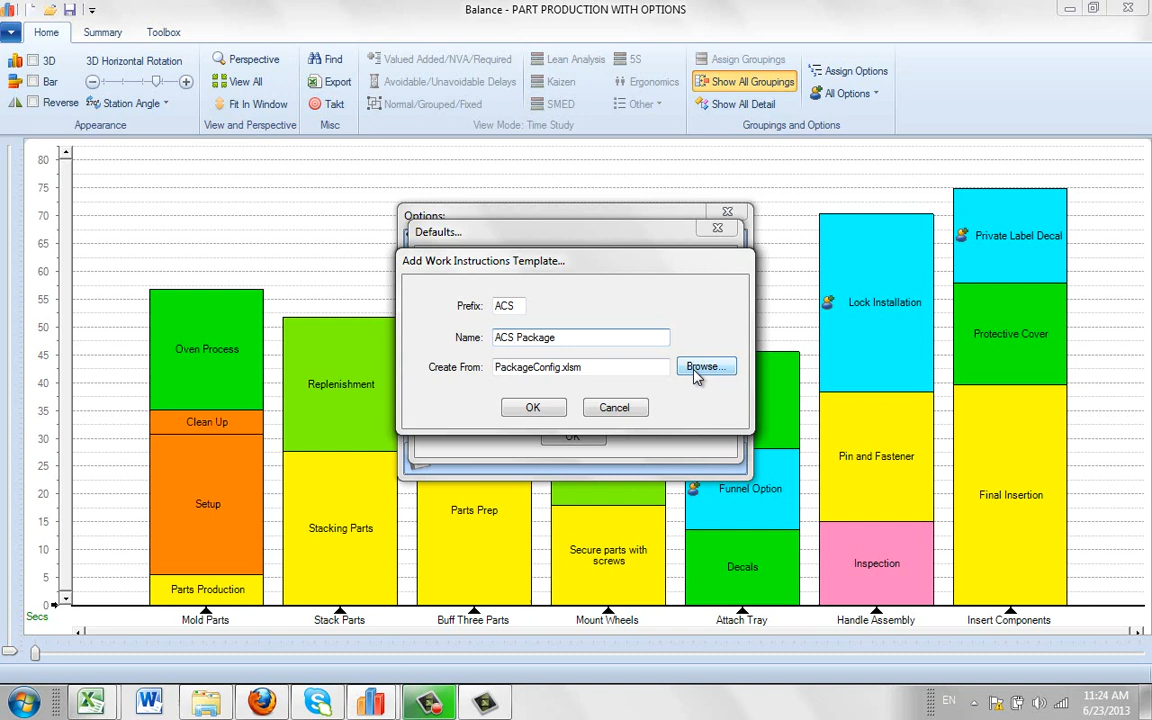 Balance - PART PRODUCTION WITH OPTIONS
Home Summary Toolbox
3D 3D Horizontal Rotation Perspective Find Valued Added/NVA/Required Lean Analysis 5S Assign Groupings Assign Options
Bar View All Export Avoidable/Unavoidable Delays Kaizen Ergonomics Show All Groupings All Options
Reverse Station Angle Fit In Window Takt Normal/Grouped/Fixed SMED Other Show All Detail
Appearance View and Perspective Misc View Mode: Time Study Groupings and Options
80
75
70
65
60
55
50
45
40
35
30
25
20
15
10
5
0
Secs
Oven Process
Clean Up
Setup
Parts Production
Replenishment
Stacking Parts
Parts Prep
Secure parts with
screws
Funnel Option
Decals
Lock Installation
Pin and Fastener
Inspection
Private Label Decal
Protective Cover
Final Insertion
Mold Parts Stack Parts Buff Three Parts Mount Wheels Attach Tray Handle Assembly Insert Components
Options:
Defaults...
Add Work Instructions Template...
Prefix: ACS
Name: ACS Package
Create From: PackageConfig.xlsm Browse...
OK Cancel
OK
EN
11:24 AM
6/23/2013